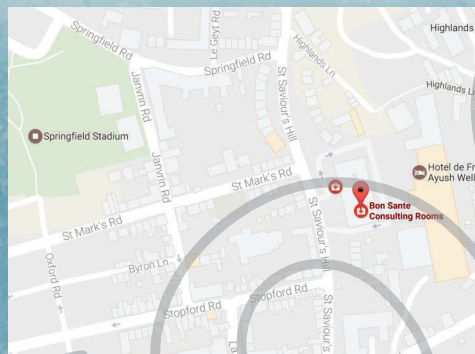 Springfield Rd
Le Geyt Rd
Highlands
Highlands Ln
Springfield Rd
Janvrin Rd
St Saviour's Hill
Highlands Ln
Springfield Stadium
Janvrin Rd
St Mark's Rd
Hotel de Fr
Ayush Well
Bon Sante
Consulting Rooms
St Mark's Rd
St Saviour's Hill
Oxford Rd
Byron Ln
Stopford Rd
Stopford Rd
La
St Sav